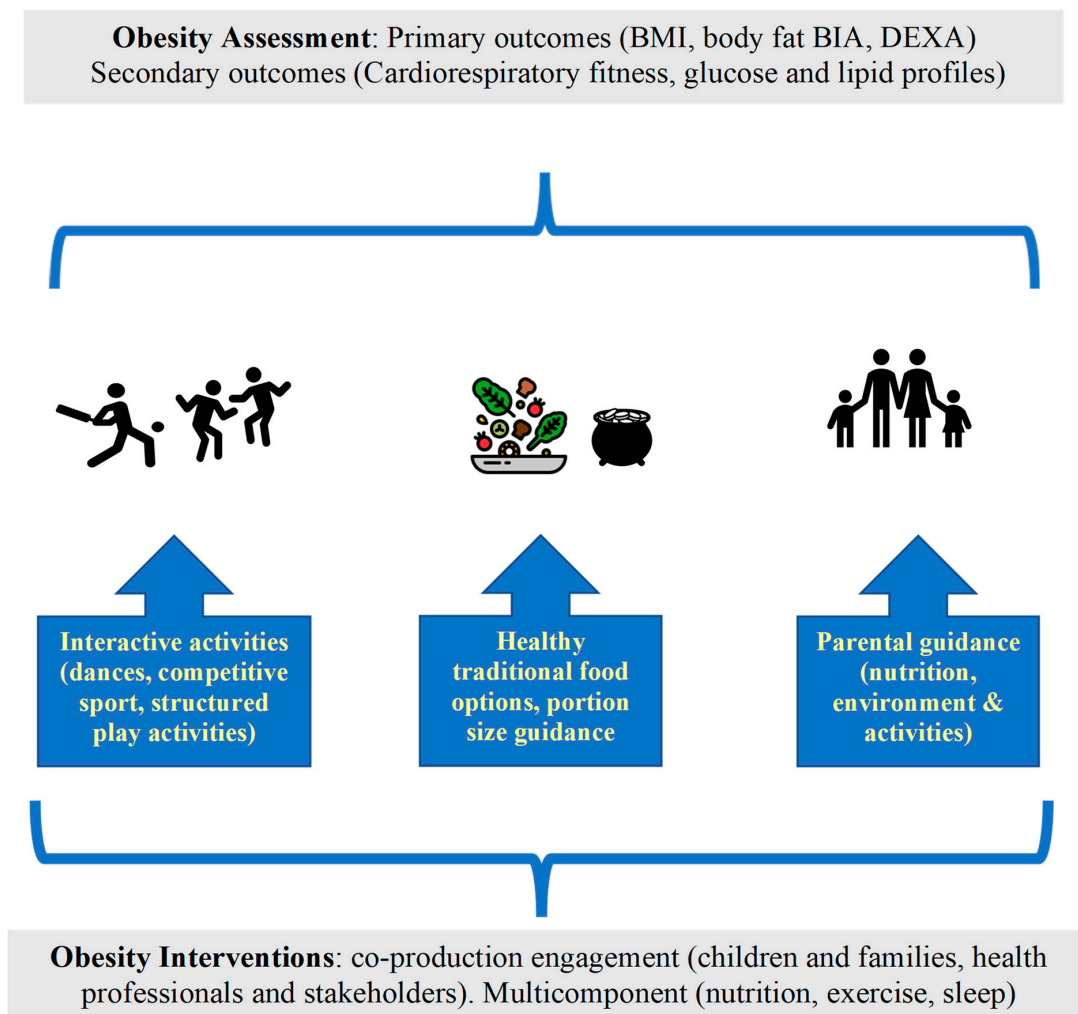 Obesity Assessment: Primary outcomes (BMI, body fat BIA, DEXA)
Secondary outcomes (Cardiorespiratory fitness, glucose and lipid profiles)
Interactive activities
(dances, competitive
sport, structured
play activities)
Healthy
traditional food
options, portion
size guidance
Parental guidance
(nutrition,
environment &
activities)
Obesity Interventions: co-production engagement (children and families, health
professionals and stakeholders). Multicomponent (nutrition, exercise, sleep)